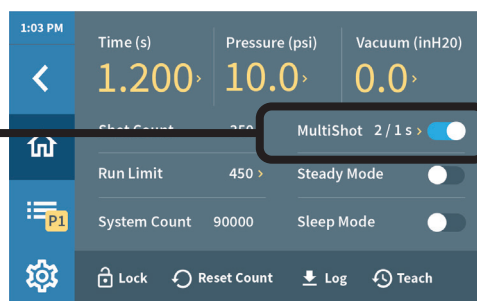 1:03 PM
Time (s) Pressure (psi) Vacuum (inH20)
1.200 › 10.0 › 0.0 ›
MultiShot 2 / 1 s ›
Run Limit 450 › Steady Mode
P1
System Count 90000 Sleep Mode
Lock Reset Count Log Teach